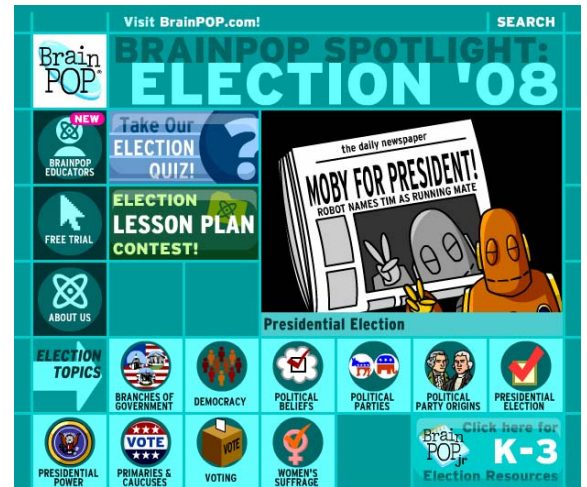 Visit BrainPOP.com!
SEARCH
Brain
POP®
BRAINPOP SPOTLIGHT:
ELECTION '08
NEW
BRAINPOP
EDUCATORS
Take Our
ELECTION
QUIZ!
?
the daily newspaper
MOBY FOR PRESIDENT!
ROBOT NAMES TIM AS RUNNING MATE
FREE TRIAL
ELECTION
LESSON PLAN
CONTEST!
ABOUT US
Presidential Election
ELECTION
TOPICS
BRANCHES OF
GOVERNMENT
DEMOCRACY
POLITICAL
BELIEFS
POLITICAL
PARTIES
POLITICAL
PARTY ORIGINS
PRESIDENTIAL
ELECTION
PRESIDENTIAL
POWER
VOTE
PRIMARIES &
CAUCUSES
VOTE
VOTING
WOMEN'S
SUFFRAGE
Brain
POP jr
Click here for
K-3
Election Resources